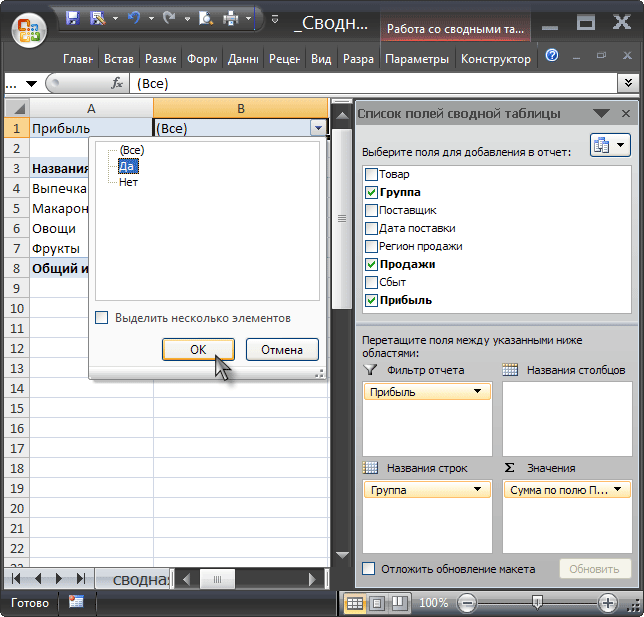 _Сводн...
Работа со сводными та...
Главн
Встав
Разме
Форм
Данн
Рецен
Вид
Разра
Параметры
Конструктор
...
fx
(Все)
A
B
1
Прибыль
(Все)
2
3
Названия
4
Выпечка
5
Макарон
6
Овощи
7
Фрукты
8
Общий и
9
10
11
12
13
14
15
16
17
18
19
20
21
22
(Все)
Да
Нет
Выделить несколько элементов
ОК
Отмена
Список полей сводной таблицы
Выберите поля для добавления в отчет:
Товар
Группа
Поставщик
Дата поставки
Регион продажи
Продажи
Сбыт
Прибыль
Перетащите поля между указанными ниже
областями:
Фильтр отчета
Названия столбцов
Прибыль
Названия строк
Σ Значения
Группа
Сумма по полю П...
Отложить обновление макета
Обновить
сводна
Готово
100%